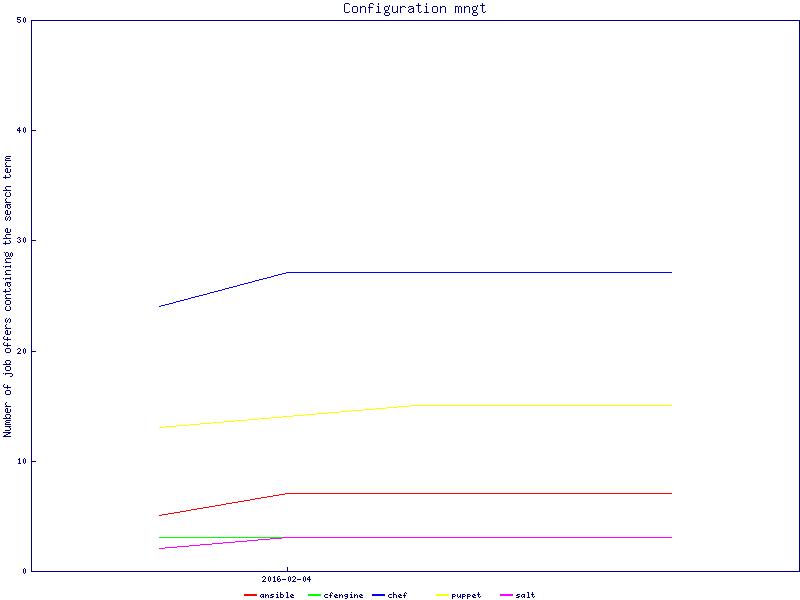 Configuration mngt
Number of job offers containing the search term
50
40
30
20
10
0
2016-02-04
ansible cfengine chef puppet salt